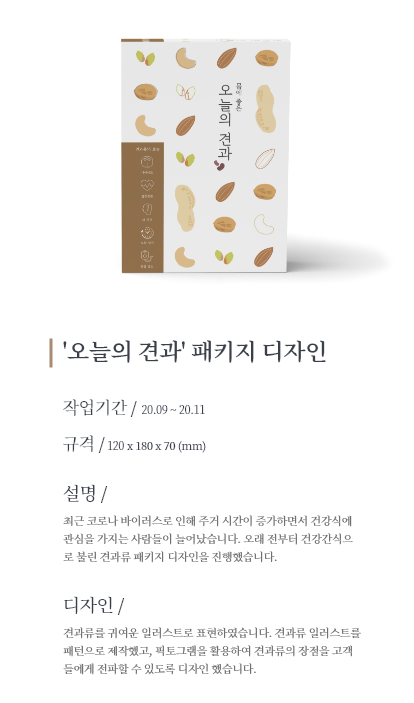 몸에 좋은
오늘의 견과
'오늘의 견과' 패키지 디자인
작업기간 / 20.09 ~ 20.11
규격 / 120 x 180 x 70 (mm)
설명 /
최근 코로나 바이러스로 인해 주거 시간이 증가하면서 건강식에
관심을 가지는 사람들이 늘어났습니다. 오래 전부터 건강간식으
로 불린 견과류 패키지 디자인을 진행했습니다.
디자인 /
견과류를 귀여운 일러스트로 표현하였습니다. 견과류 일러스트를
패턴으로 제작했고, 픽토그램을 활용하여 견과류의 장점을 고객
들에게 전파할 수 있도록 디자인 했습니다.